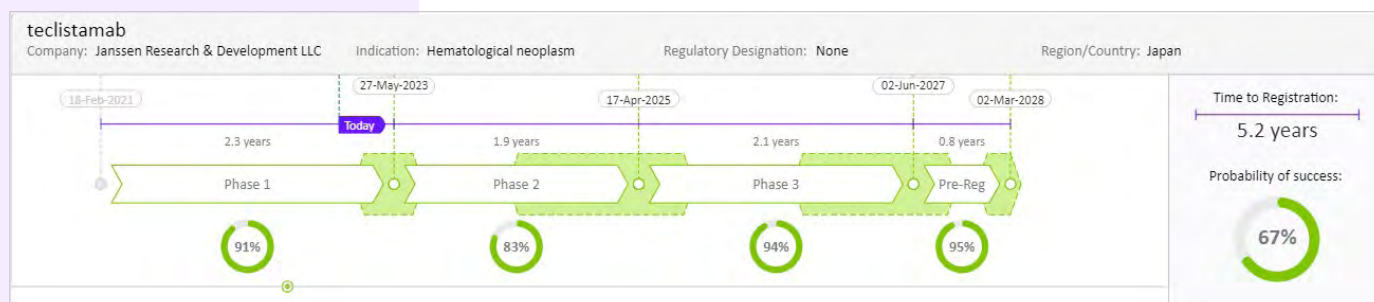 teclistamab
Company: Janssen Research & Development LLC Indication: Hematological neoplasm Regulatory Designation: None Region/Country: Japan
18-Feb-2021 27-May-2023 17-Apr-2025 02-Jun-2027 02-Mar-2028
Today
2.3 years 1.9 years 2.1 years 0.8 years
Phase 1 Phase 2 Phase 3 Pre-Reg
91% 83% 94% 95%
Time to Registration:
5.2 years
Probability of success:
67%